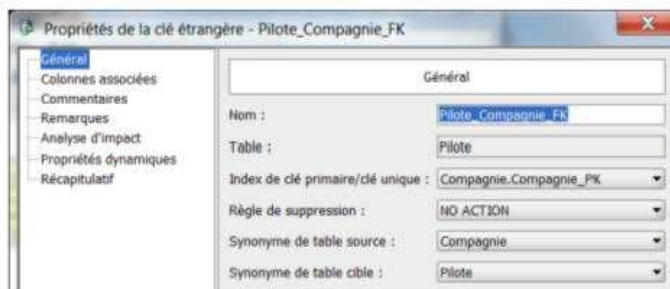 Propriétés de la clé étrangère - Pilote_Compagnie_FK
Général
Colonnes associées
Commentaires
Remarques
Analyse d'impact
Propriétés dynamiques
Récapitulatif
Général
Nom : Pilote_Compagnie_FK
Table : Pilote
Index de clé primaire/clé unique : Compagnie.Compagnie_PK
Règle de suppression : NO ACTION
Synonyme de table source : Compagnie
Synonyme de table cible : Pilote